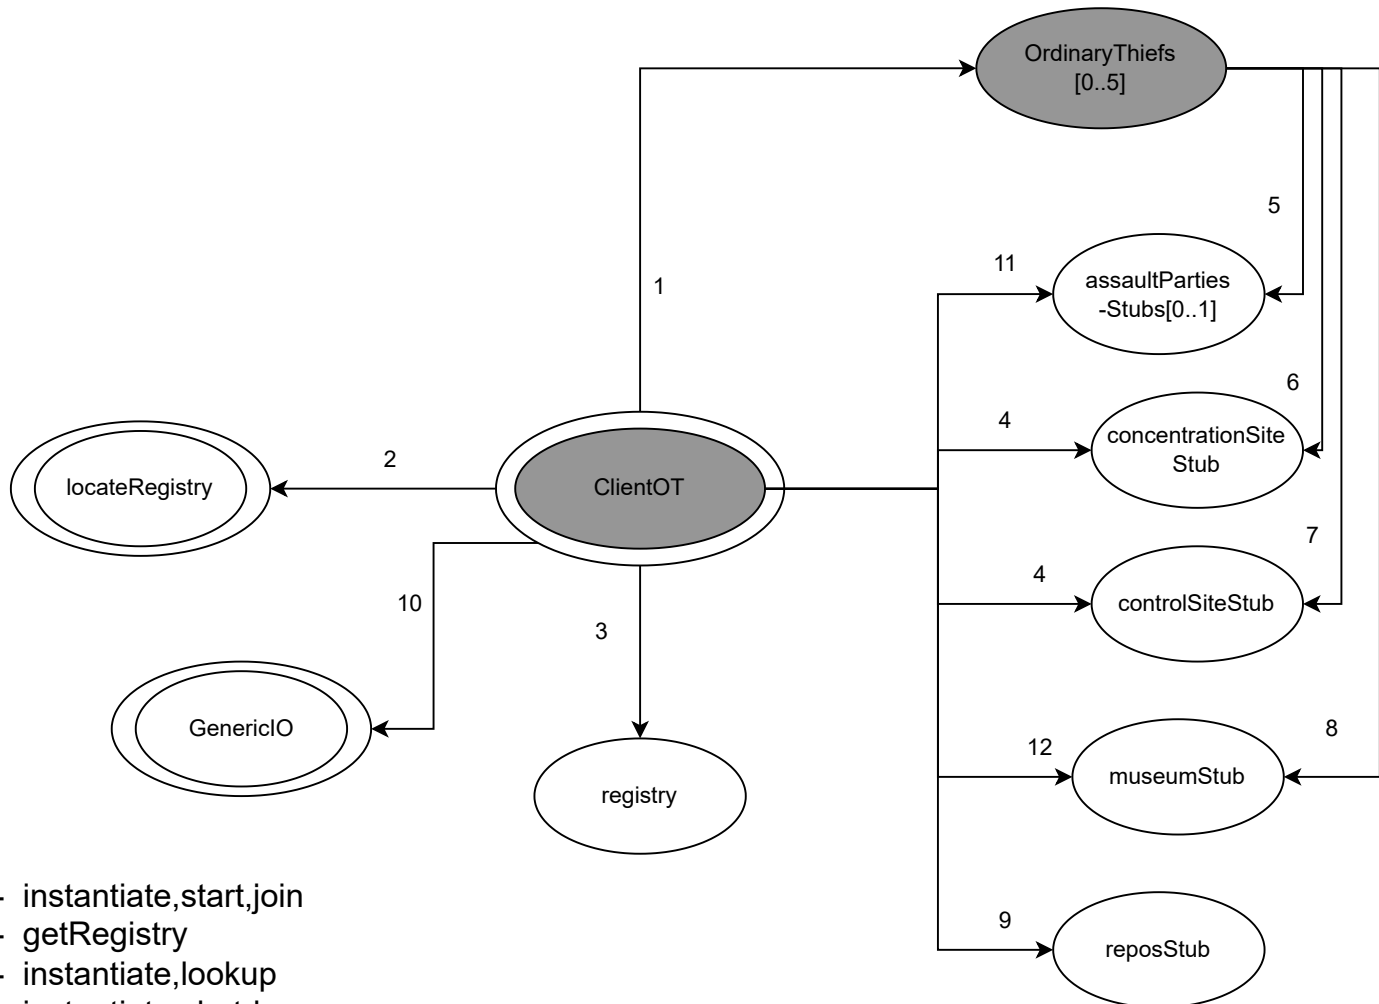 OrdinaryThiefs
[0..5]
5
11
assaultParties
-Stubs[0..1]
1
6
4
concentrationSite
Stub
2
locateRegistry
ClientOT
7
4
controlSiteStub
10
3
GenericIO
8
12
museumStub
registry
- instantiate,start,join
- getRegistry
- instantiate,lookup
9
reposStub